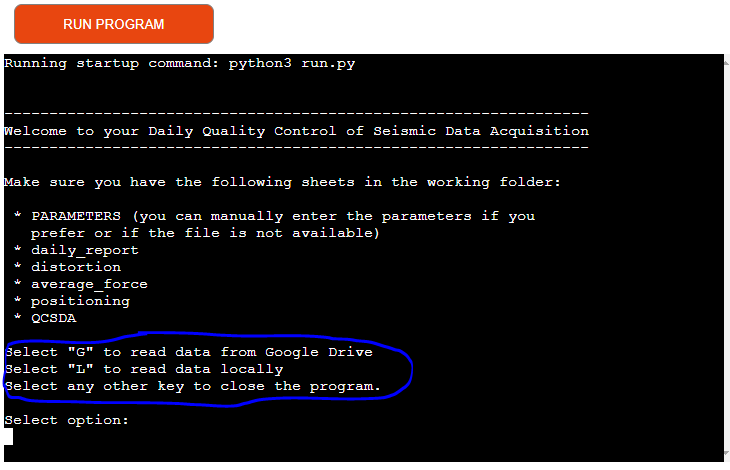 RUN PROGRAM
Running startup command: python3 run.py
-----------------------------------------------------------------
Welcome to your Daily Quality Control of Seismic Data Acquisition
-----------------------------------------------------------------
Make sure you have the following sheets in the working folder:
* PARAMETERS (you can manually enter the parameters if you
prefer or if the file is not available)
* daily_report
* distortion
* average_force
* positioning
* QCSDA
Select "G" to read data from Google Drive
Select "L" to read data locally
Select any other key to close the program.
Select option: